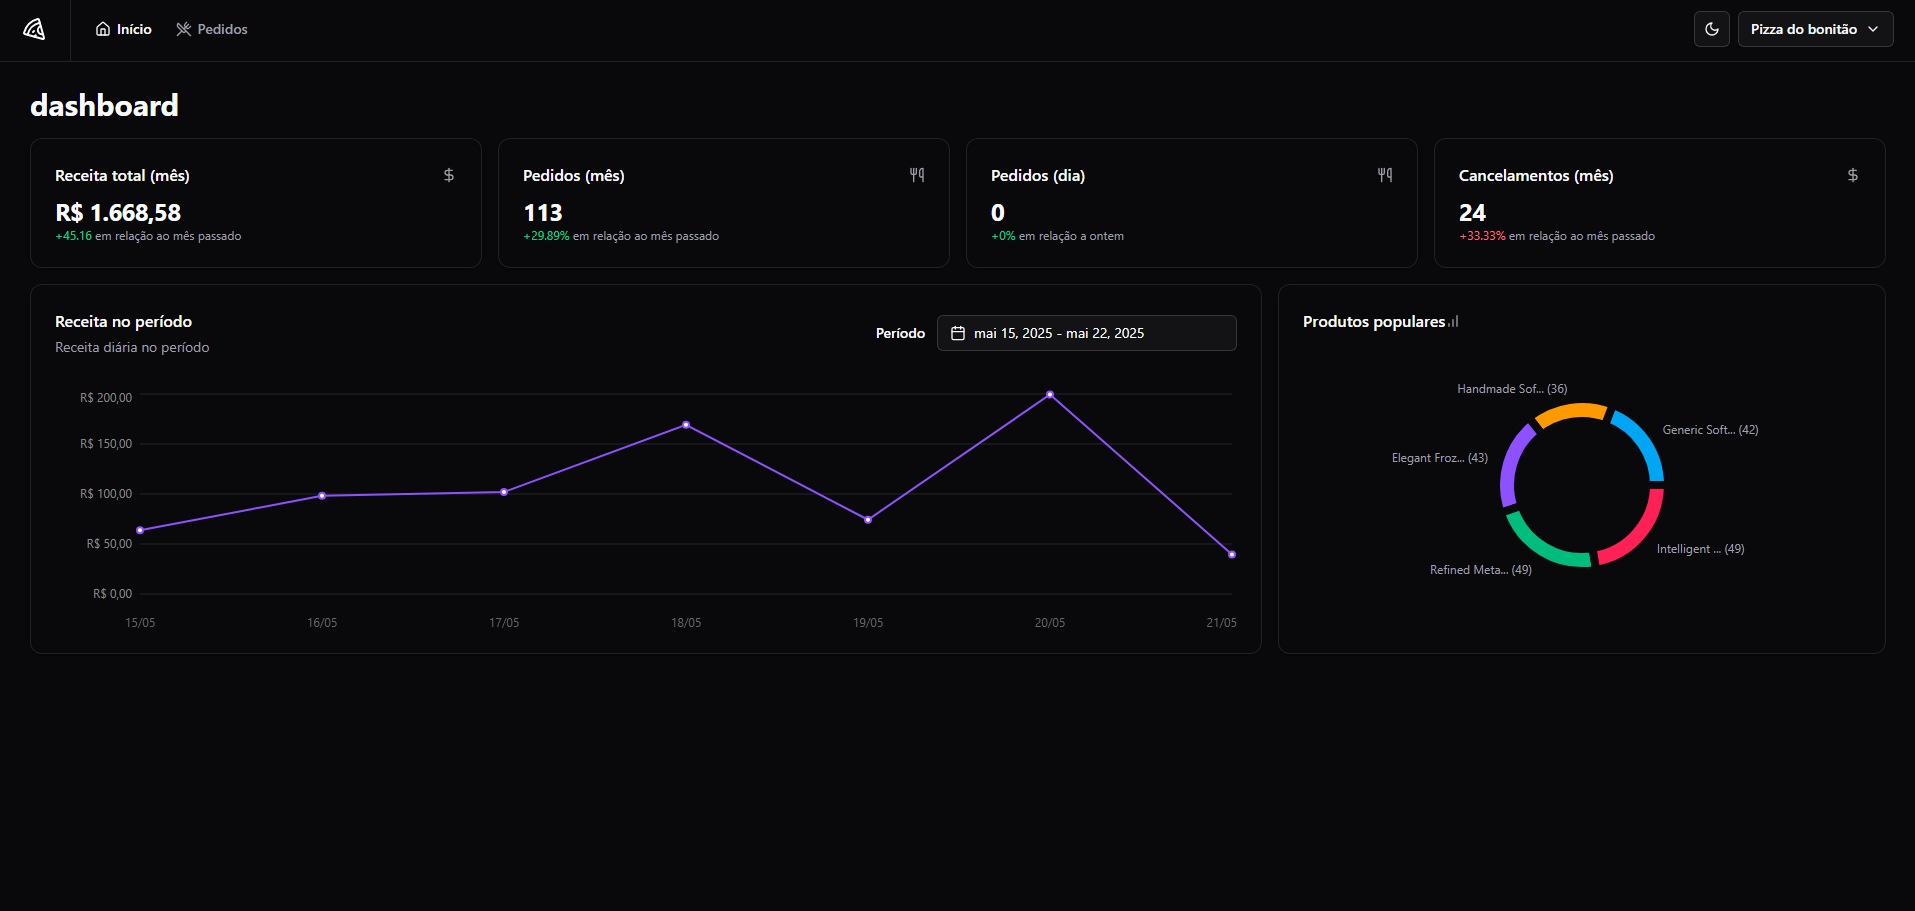 Início
Pedidos
Pizza do bonitão
dashboard
Receita total (mês)
R$ 1.668,58
+45.16 em relação ao mês passado
Pedidos (mês)
113
+29.89% em relação ao mês passado
Pedidos (dia)
0
+0% em relação a ontem
Cancelamentos (mês)
24
+33.33% em relação ao mês passado
Receita no período
Receita diária no período
Período
mai 15, 2025 - mai 22, 2025
R$ 200,00
R$ 150,00
R$ 100,00
R$ 50,00
R$ 0,00
15/05
16/05
17/05
18/05
19/05
20/05
21/05
Produtos populares
Handmade Sof... (36)
Generic Soft... (42)
Elegant Froz... (43)
Intelligent ... (49)
Refined Meta... (49)